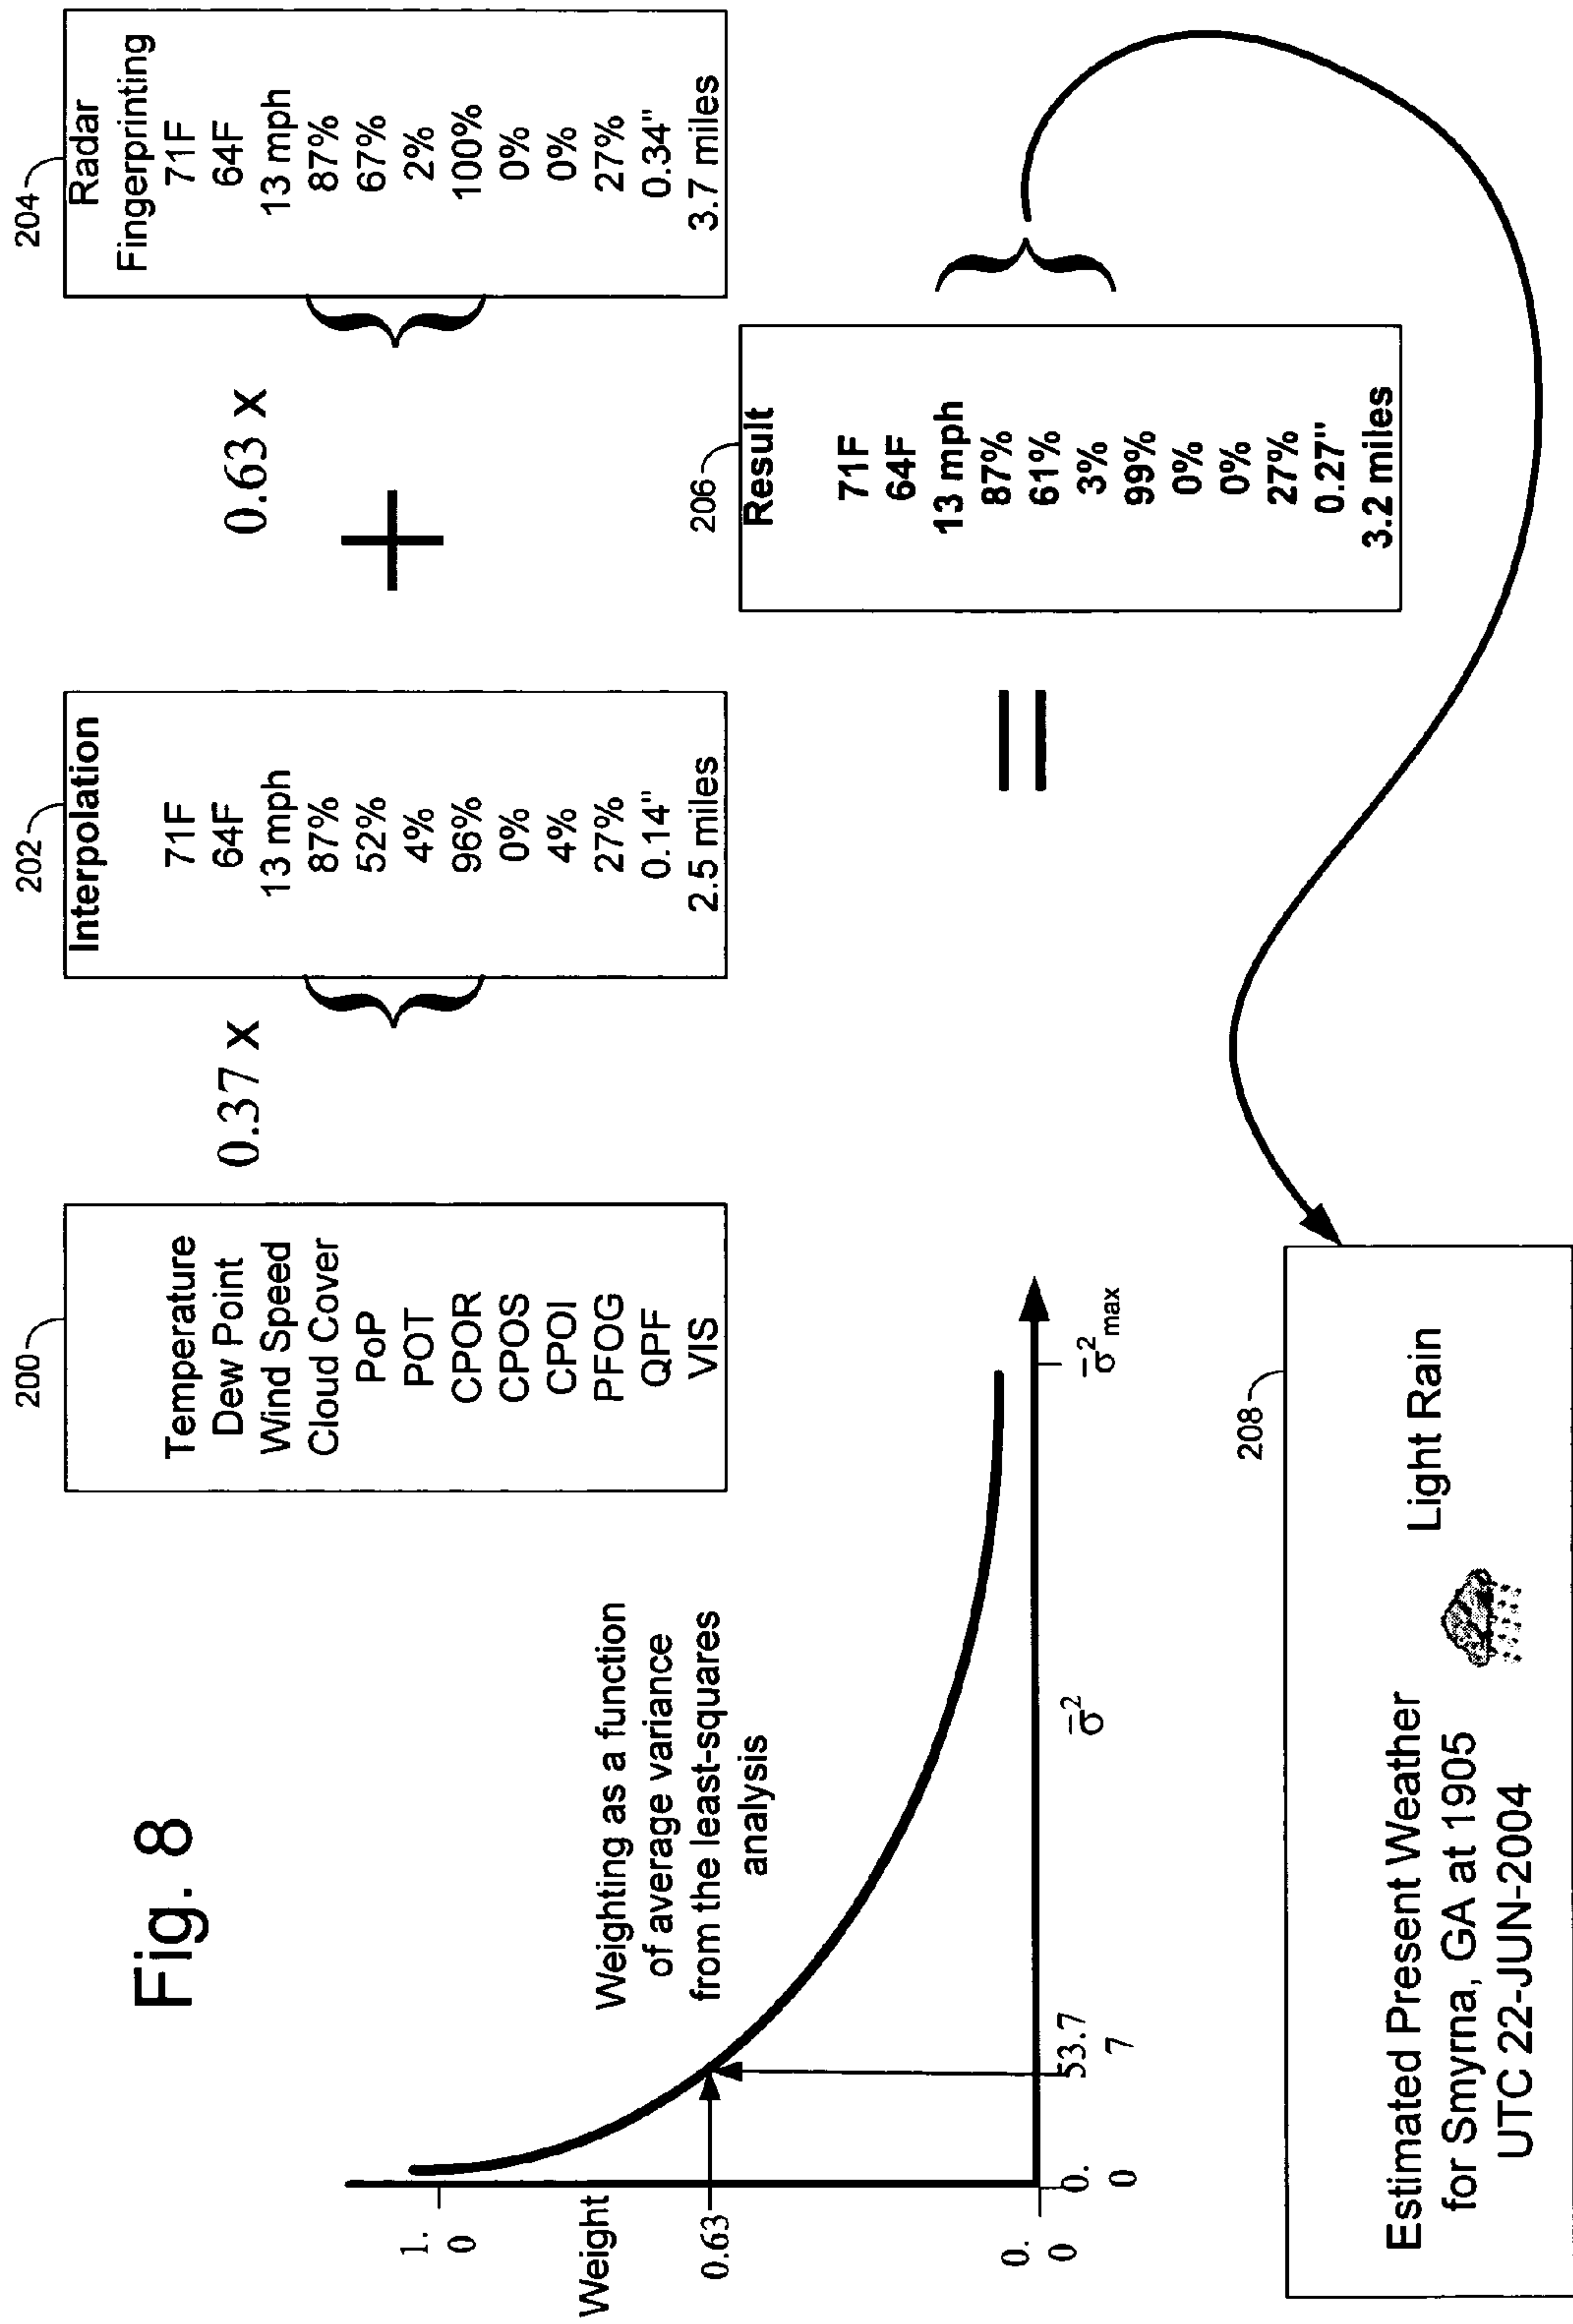 Fig. 8
200
Temperature
Dew Point
Wind Speed
Cloud Cover
PoP
POT
CPOR
CPOS
CPOI
PFOG
QPF
VIS
0.37 x
202
Interpolation
71F
64F
13 mph
87%
52%
4%
96%
0%
4%
27%
0.14"
2.5 miles
+
0.63 x
204
Radar
Fingerprinting
71F
64F
13 mph
87%
67%
2%
100%
0%
0%
27%
0.34"
3.7 miles
=
206
Result
71F
64F
13 mph
87%
61%
3%
99%
0%
0%
27%
0.27"
3.2 miles
Weighting as a function
of average variance
from the least-squares
analysis
1.
0
Weight
0.63
0.
0
0.
0
53.7
7
σ̅²
σ̅²max
208
Estimated Present Weather
for Smyrna, GA at 1905
UTC 22-JUN-2004
Light Rain